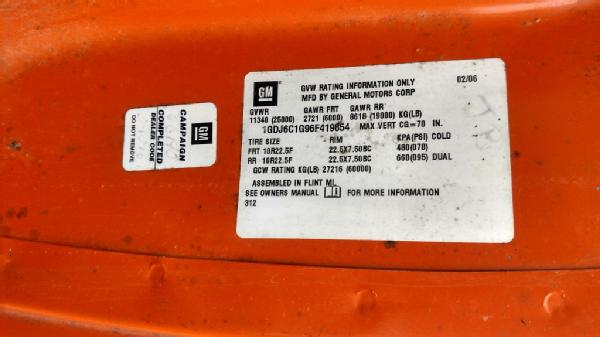 GM
GVW RATING INFORMATION ONLY
MFD BY GENERAL MOTORS CORP
02/06
GVWR GAWR FRT GAWR RR
11340 (25000) 2721 (6000) 8618 (19000) KG(LB)
1GDJ6C1G96F419654 MAX.VERT CG=70 IN.
TIRE SIZE RIM KPA(PSI) COLD
FRT 10R22.5F 22.5X7.50BC 480(070)
RR 10R22.5F 22.5X7.50BC 660(095) DUAL
GCW RATING KG(LB) 27216 (60000)
ASSEMBLED IN FLINT MI.
SEE OWNERS MANUAL FOR MORE INFORMATION
312
GM
CAMPAIGN
COMPLETED
DEALER CODE
DO NOT REMOVE